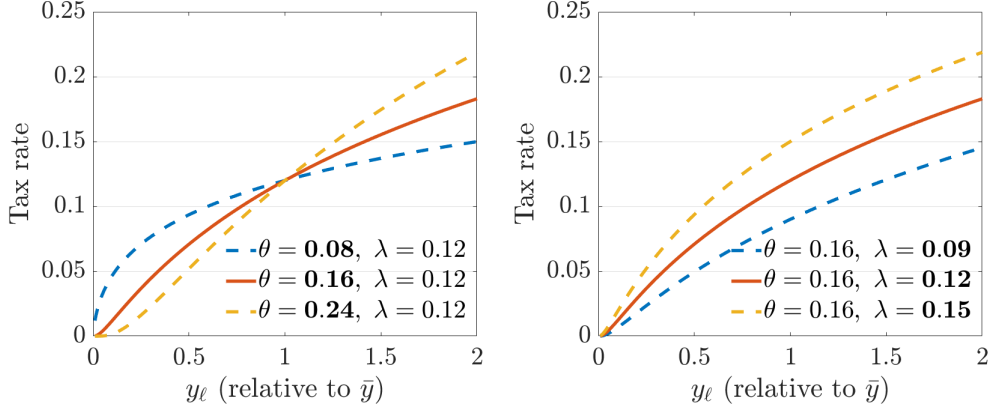 0.25
0.2
0.15
0.1
0.05
0
Tax rate
θ = 0.08, λ = 0.12
θ = 0.16, λ = 0.12
θ = 0.24, λ = 0.12
0 0.5 1 1.5 2
y_ℓ (relative to ȳ)
0.25
0.2
0.15
0.1
0.05
0
Tax rate
θ = 0.16, λ = 0.09
θ = 0.16, λ = 0.12
θ = 0.16, λ = 0.15
0 0.5 1 1.5 2
y_ℓ (relative to ȳ)